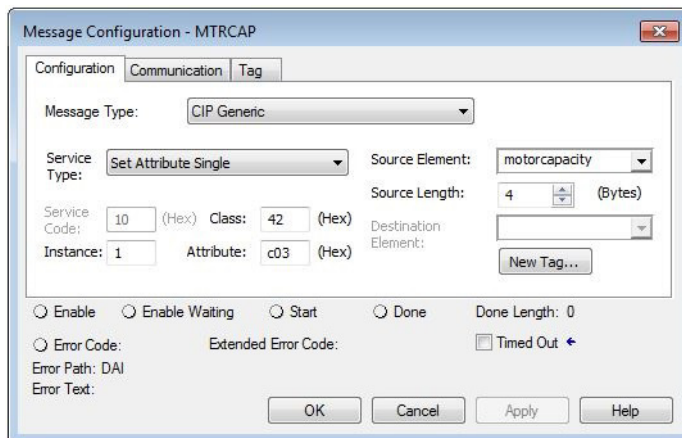 Message Configuration - MTRCAP
Configuration Communication Tag
Message Type: CIP Generic
Service Type: Set Attribute Single
Source Element: motorcapacity
Source Length: 4 (Bytes)
Service Code: 10 (Hex) Class: 42 (Hex)
Destination Element:
Instance: 1 Attribute: c03 (Hex)
New Tag...
Enable Enable Waiting Start Done Done Length: 0
Error Code: Extended Error Code: Timed Out
Error Path: DAI
Error Text:
OK Cancel Apply Help